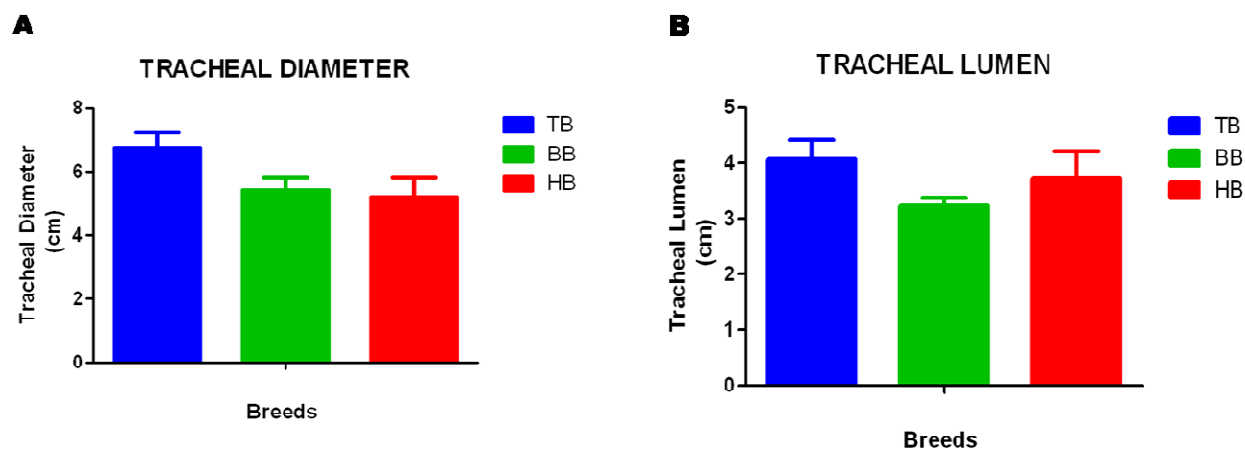 A
TRACHEAL DIAMETER
Tracheal Diameter
(cm)
8
6
4
2
0
Breeds
TB
BB
HB
B
TRACHEAL LUMEN
Tracheal Lumen
(cm)
5
4
3
2
1
0
Breeds
TB
BB
HB